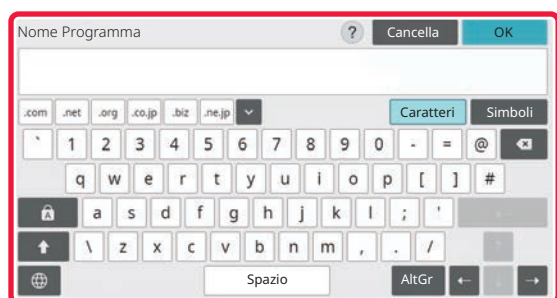 Nome Programma ? Cancella OK
.com .net .org .co.jp .biz .ne.jp Caratteri Simboli
` 1 2 3 4 5 6 7 8 9 0 - = @
q w e r t y u i o p [ ] #
A a s d f g h j k l ; '
\ z x c v b n m , . /
Spazio AltGr